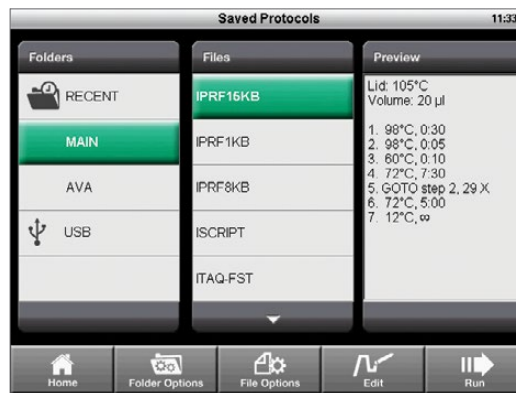 Saved Protocols 11:33
Folders
RECENT
MAIN
AVA
USB
Files
IPRF15KB
IPRF1KB
IPRF8KB
ISCRIPT
ITAQ-FST
Preview
Lid: 105°C
Volume: 20 µl
1. 98°C, 0:30
2. 98°C, 0:05
3. 60°C, 0:10
4. 72°C, 7:30
5. GOTO step 2, 29 X
6. 72°C, 5:00
7. 12°C, ∞
Home
Folder Options
File Options
Edit
Run